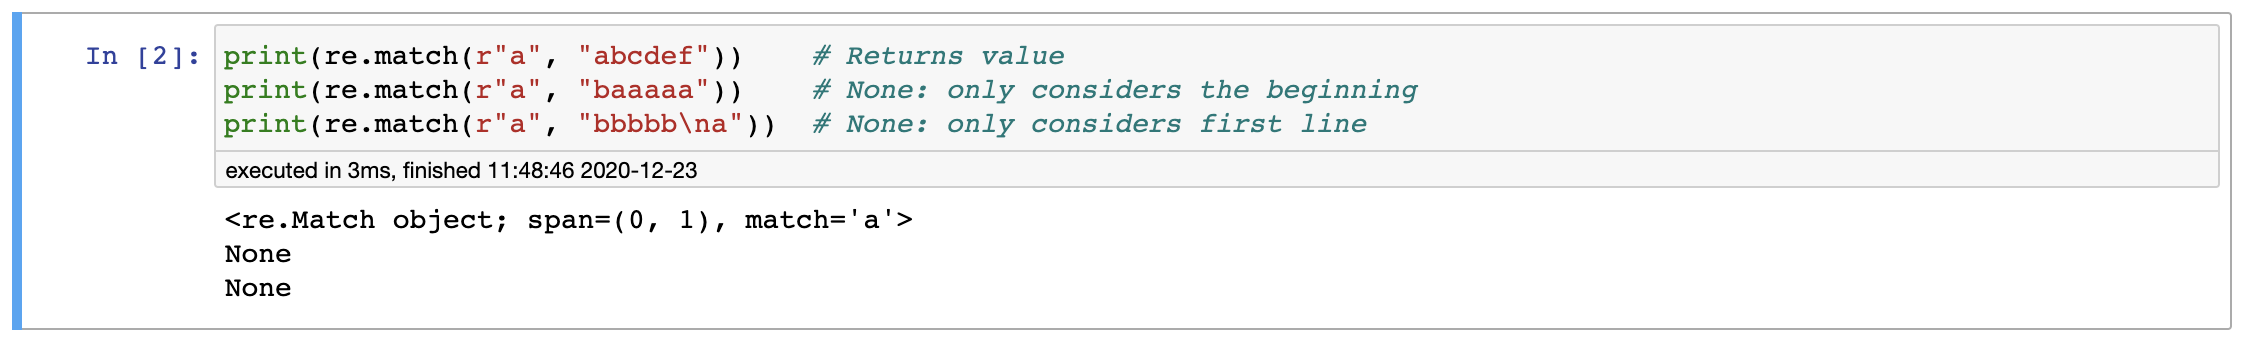 In [2]: print(re.match(r"a", "abcdef"))    # Returns value
print(re.match(r"a", "baaaaa"))    # None: only considers the beginning
print(re.match(r"a", "bbbbb\na"))  # None: only considers first line
executed in 3ms, finished 11:48:46 2020-12-23
<re.Match object; span=(0, 1), match='a'>
None
None